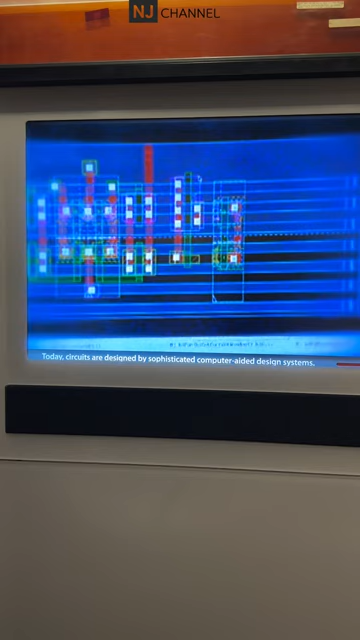 NJ CHANNEL
Today, circuits are designed by sophisticated computer-aided design systems.